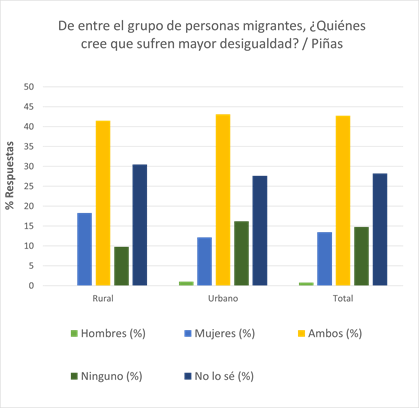 De entre el grupo de personas migrantes, ¿Quiénes
cree que sufren mayor desigualdad? / Piñas
% Respuestas
50
45
40
35
30
25
20
15
10
5
0
Rural Urbano Total
Hombres (%) Mujeres (%) Ambos (%)
Ninguno (%) No lo sé (%)